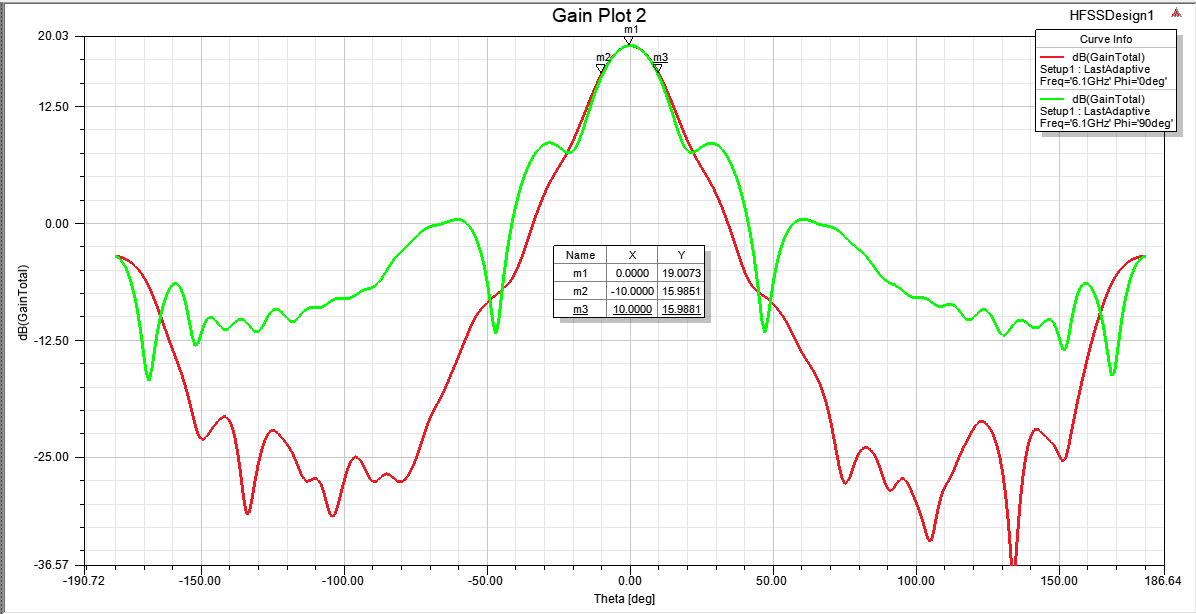 Gain Plot 2
HFSSDesign1
Curve Info
dB(GainTotal)
Setup1 : LastAdaptive
Freq='6.1GHz' Phi='0deg'
dB(GainTotal)
Setup1 : LastAdaptive
Freq='6.1GHz' Phi='90deg'
m1
m2
m3
20.03
12.50
0.00
-12.50
-25.00
-36.57
dB(GainTotal)
Name X Y
m1 0.0000 19.0073
m2 -10.0000 15.9851
m3 10.0000 15.9881
-190.72 -150.00 -100.00 -50.00 0.00 50.00 100.00 150.00 186.64
Theta [deg]